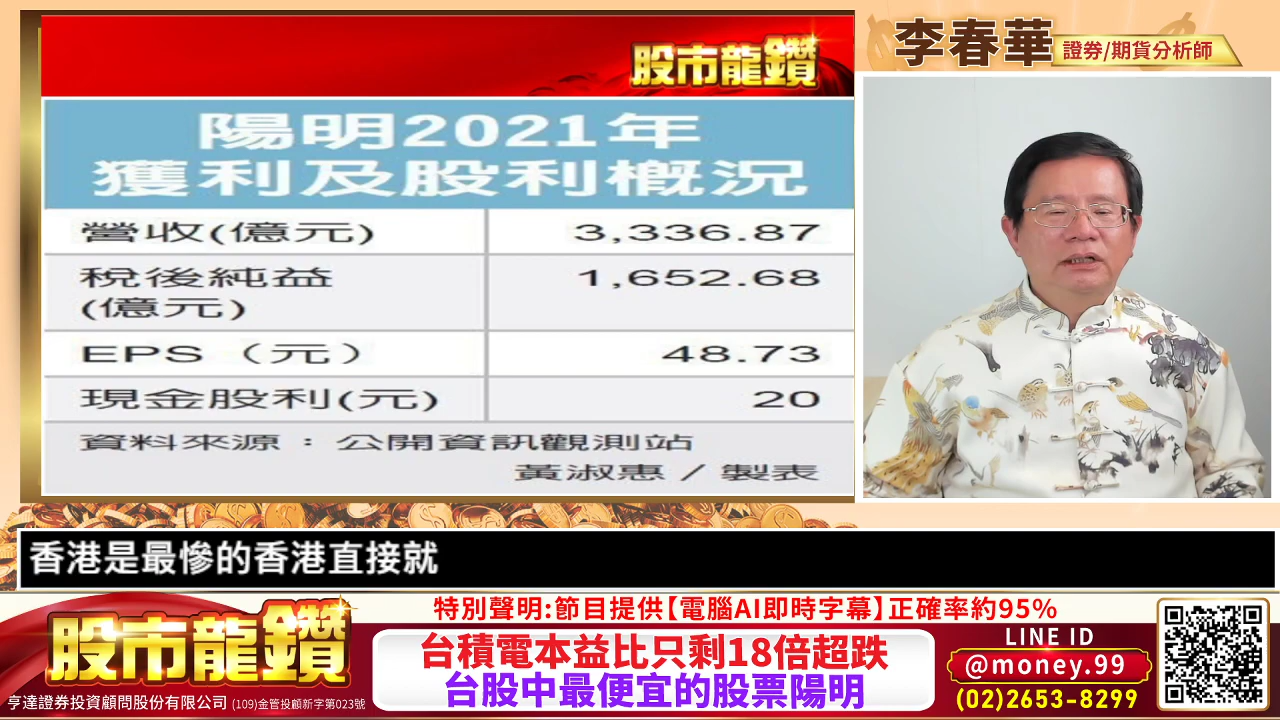 股市龍鑽
李春華
證券/期貨分析師
陽明2021年
獲利及股利概況
營收(億元) 3,336.87
稅後純益 1,652.68
(億元)
EPS（元） 48.73
現金股利(元) 20
資料來源：公開資訊觀測站
黃淑惠／製表
香港是最慘的香港直接就
特別聲明:節目提供【電腦AI即時字幕】正確率約95%
股市龍鑽
亨達證券投資顧問股份有限公司 (109)金管投顧新字第023號
台積電本益比只剩18倍超跌
台股中最便宜的股票陽明
LINE ID
@money.99
(02)2653-8299